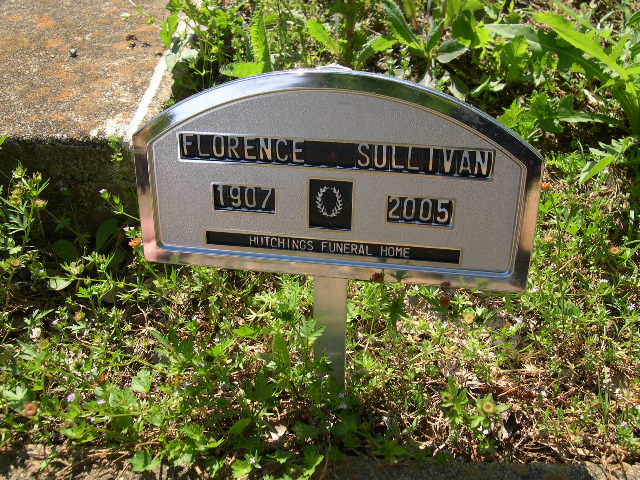 FLORENCE SULLIVAN
1907 2005
HUTCHINGS FUNERAL HOME